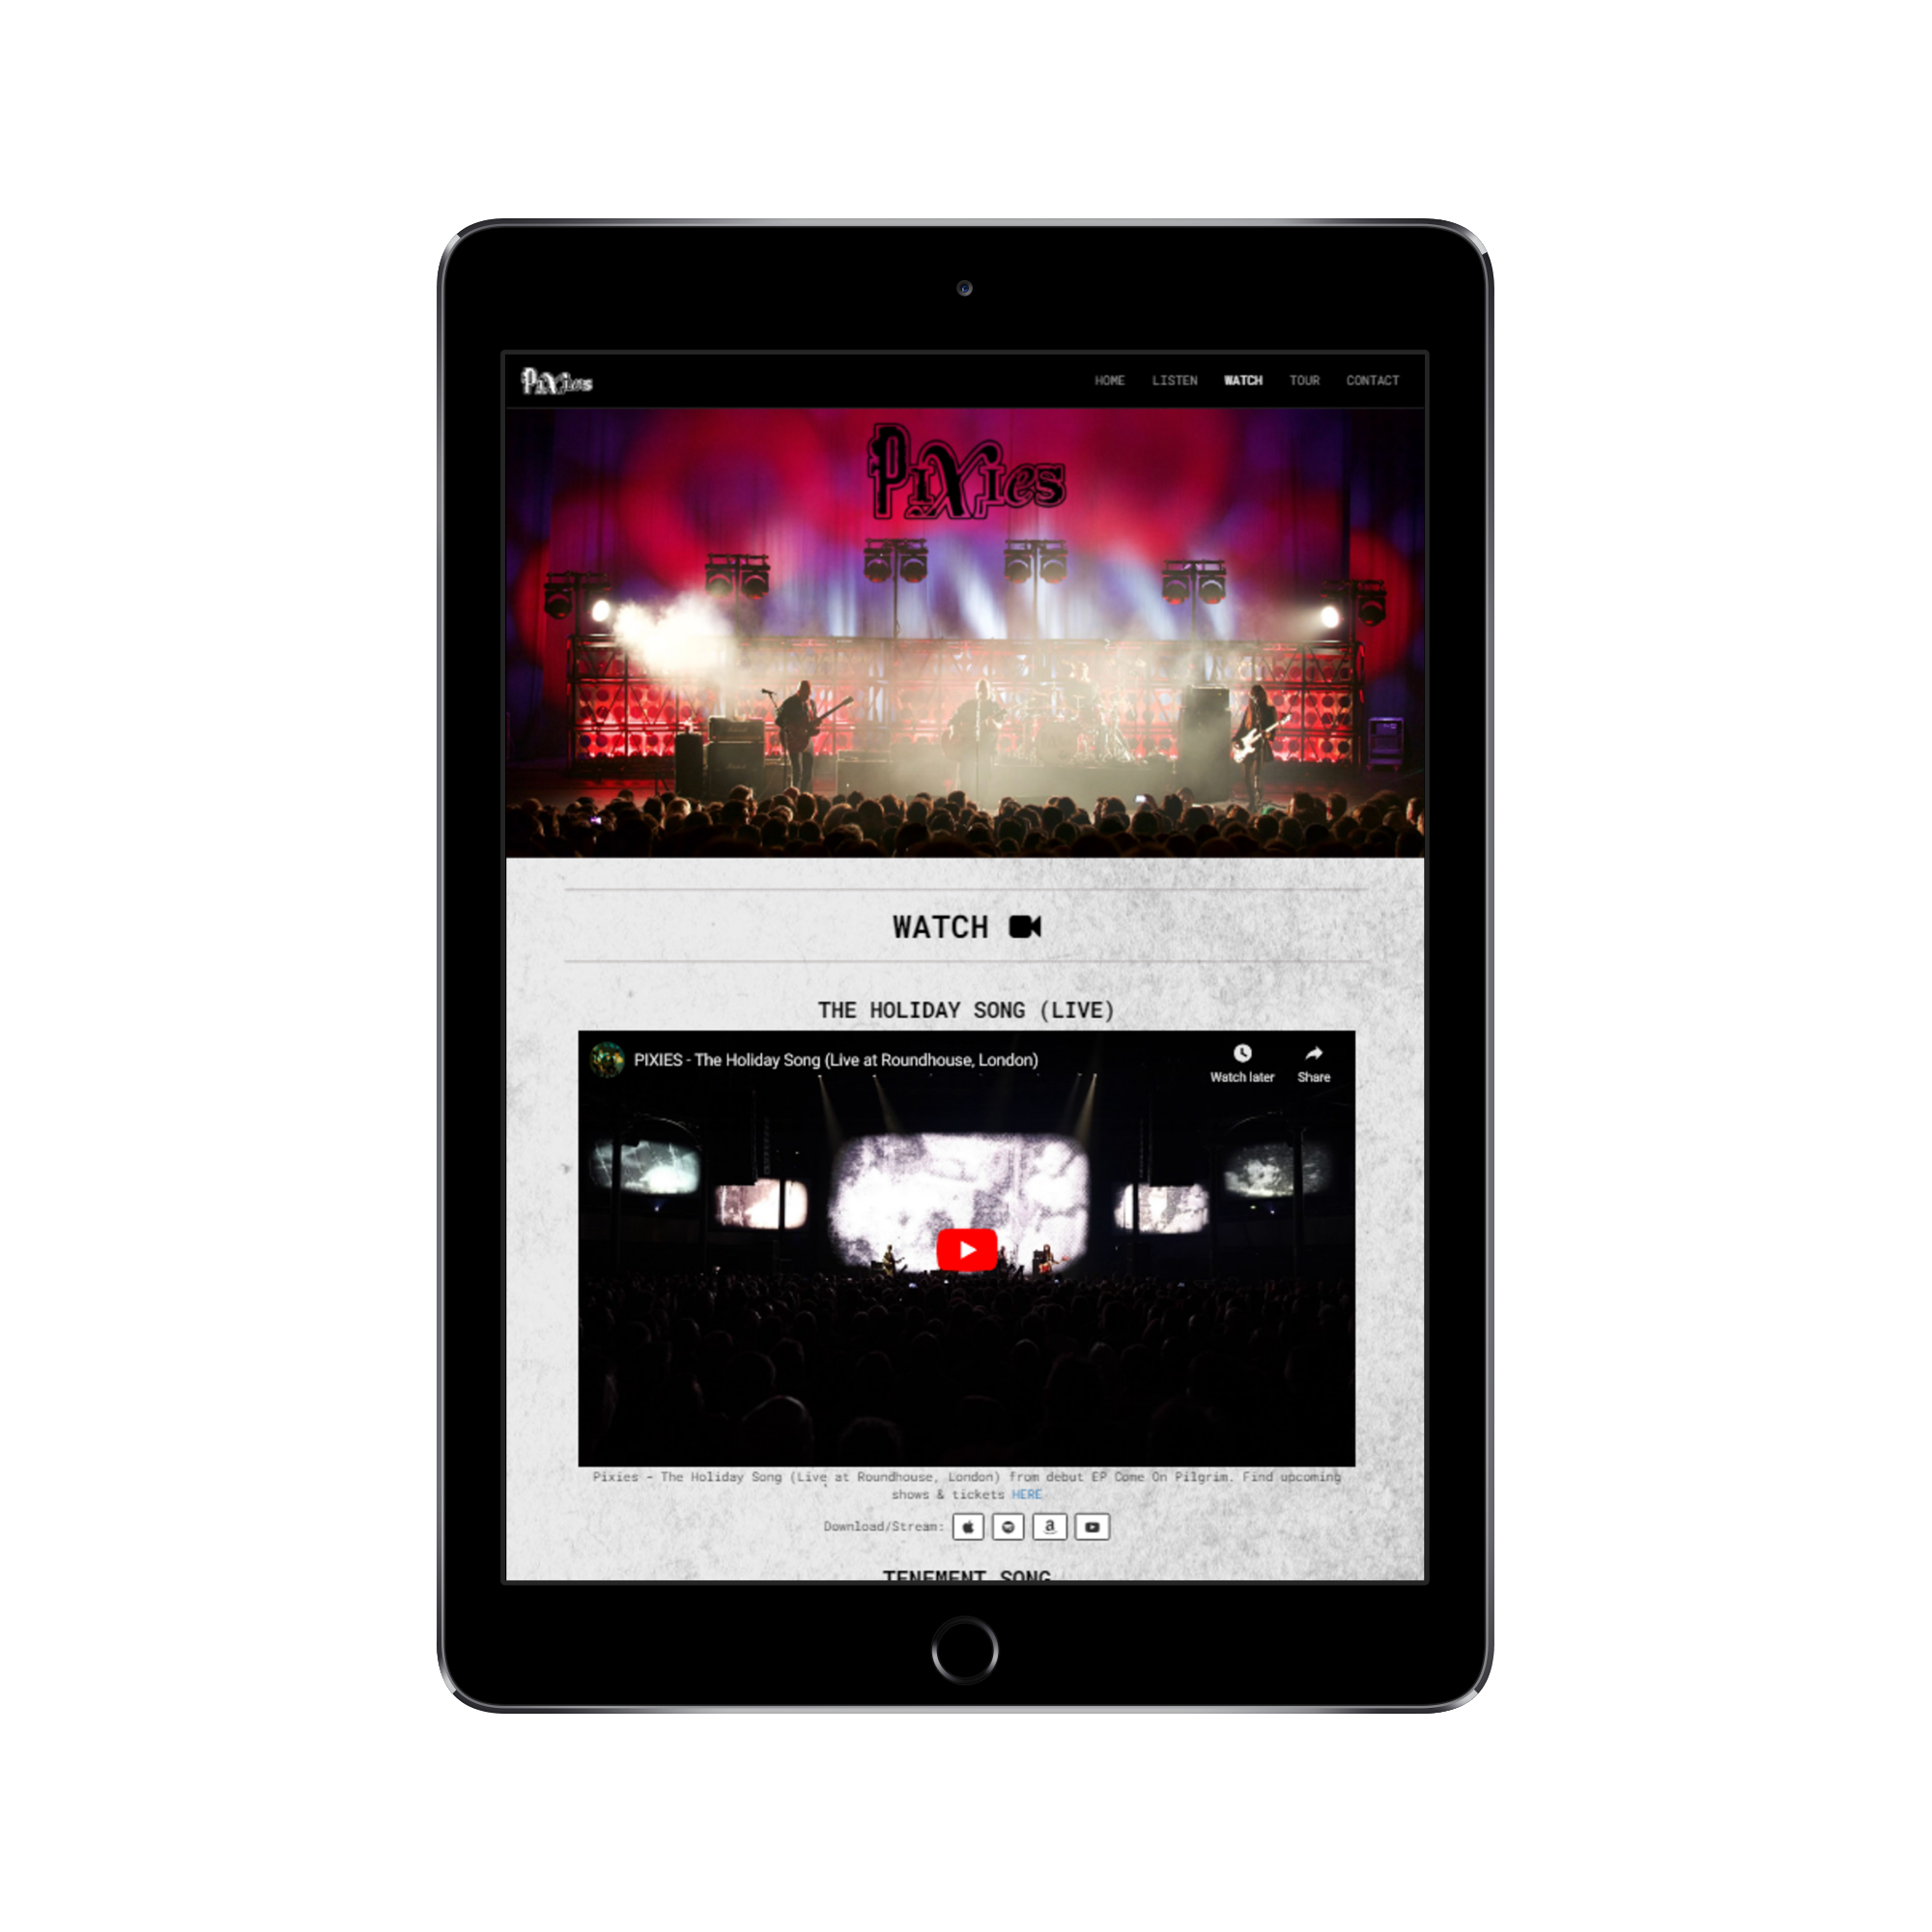 PIXies
HOME LISTEN WATCH TOUR CONTACT
PIXies
WATCH
THE HOLIDAY SONG (LIVE)
PIXIES - The Holiday Song (Live at Roundhouse, London)
Watch later Share
Pixies - The Holiday Song (Live at Roundhouse, London) from debut EP Come On Pilgrim. Find upcoming
shows & tickets HERE
Download/Stream:
TENEMENT SONG